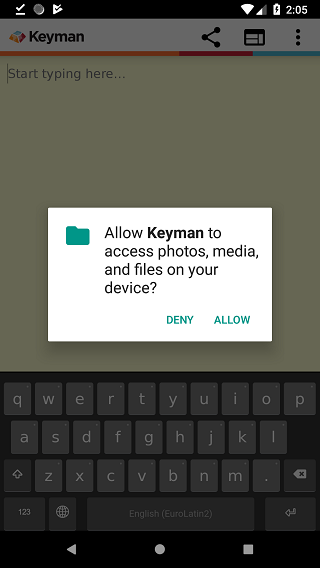 2:05
Keyman
Start typing here...
Allow Keyman to
access photos, media,
and files on your
device?
DENY ALLOW
q w e r t y u i o p
a s d f g h j k l
z x c v b n m .
123 English (EuroLatin2)